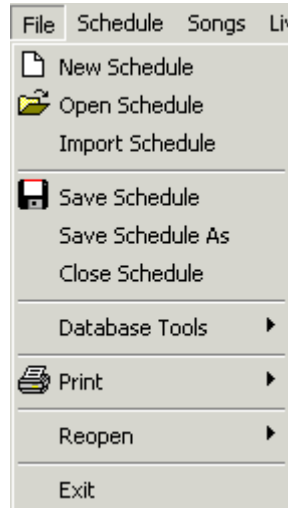 File Schedule Songs
New Schedule
Open Schedule
Import Schedule
Save Schedule
Save Schedule As
Close Schedule
Database Tools
Print
Reopen
Exit